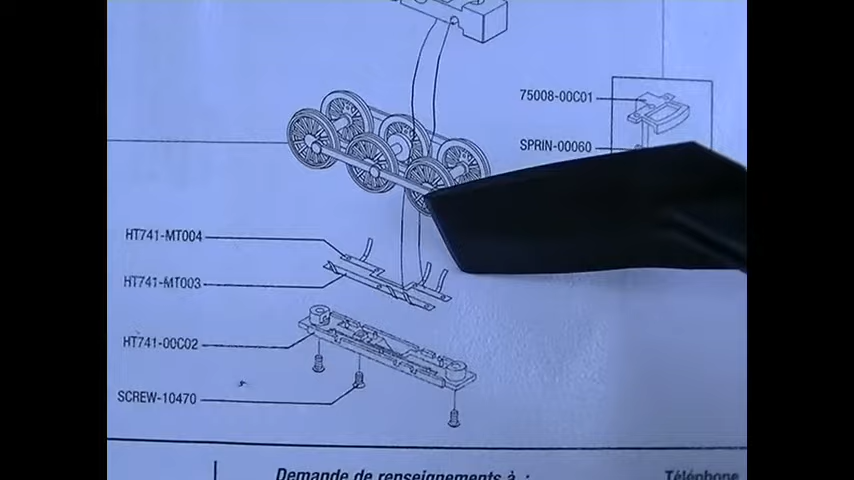 75008-00C01
SPRIN-00060
HT741-MT004
HT741-MT003
HT741-00C02
SCREW-10470
Demande de renseignements à :
Téléphone